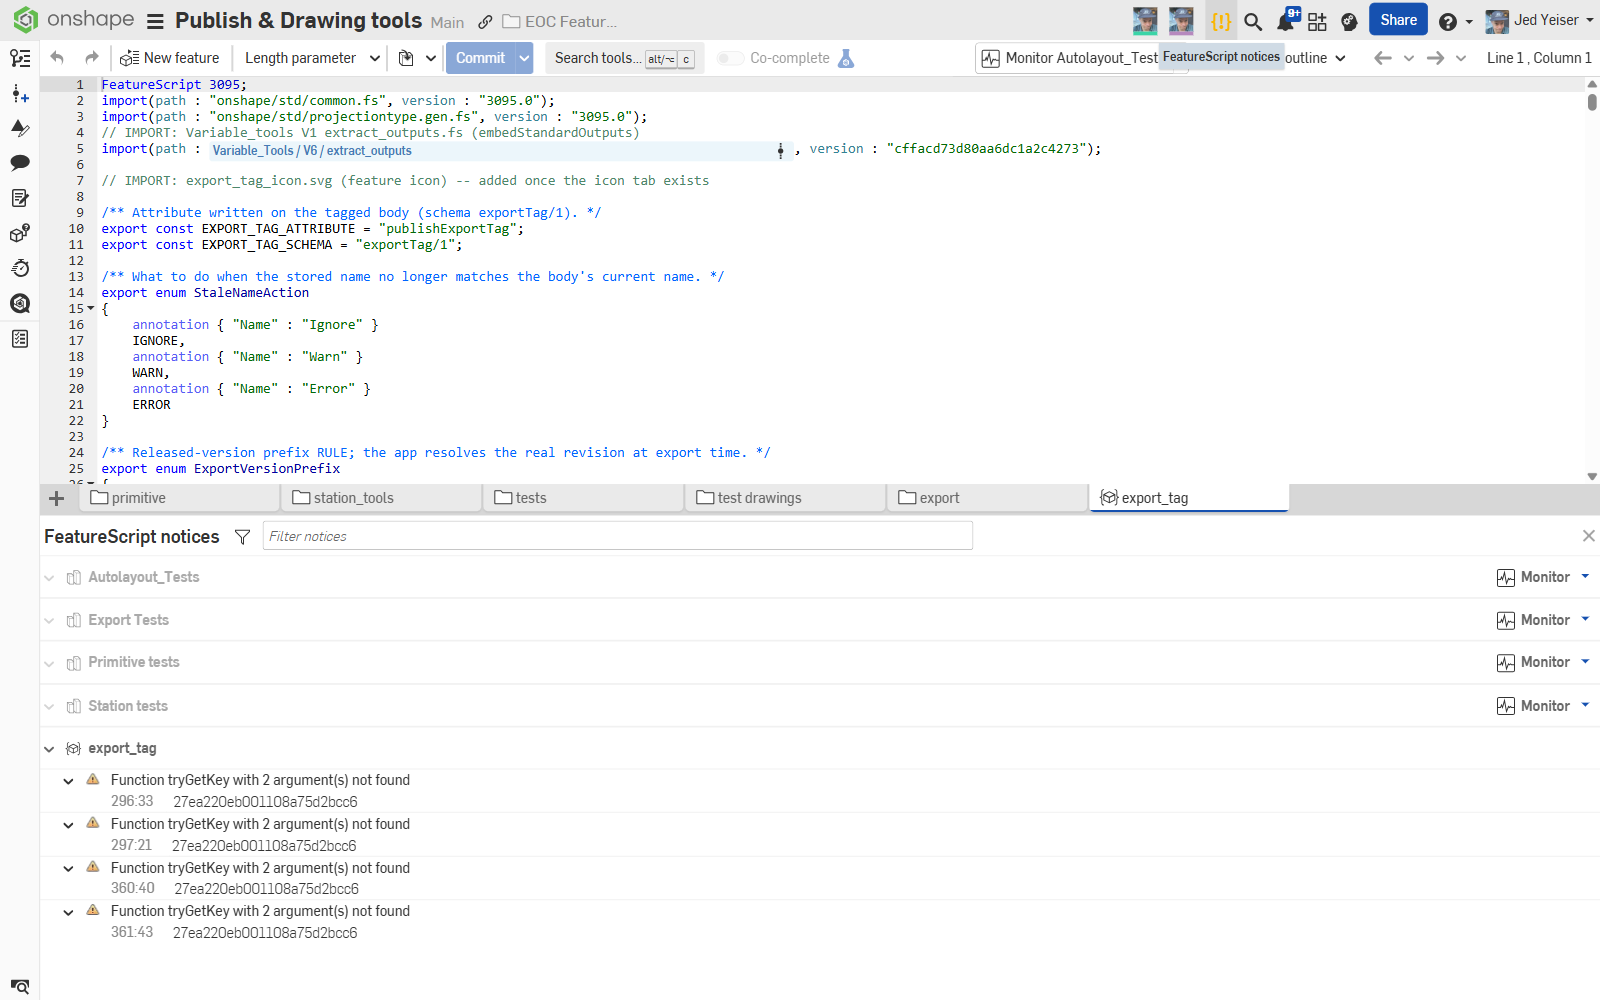 onshape Publish & Drawing tools Main EOC Featur... 9+ Share Jed Yeiser
New feature Length parameter Commit Search tools... alt/⌥ c Co-complete Monitor Autolayout_Test FeatureScript notices outline Line 1 , Column 1
1 FeatureScript 3095;
2 import(path : "onshape/std/common.fs", version : "3095.0");
3 import(path : "onshape/std/projectiontype.gen.fs", version : "3095.0");
4 // IMPORT: Variable_tools V1 extract_outputs.fs (embedStandardOutputs)
5 import(path : Variable_Tools / V6 / extract_outputs , version : "cffacd73d80aa6dc1a2c4273");
6
7 // IMPORT: export_tag_icon.svg (feature icon) -- added once the icon tab exists
8
9 /** Attribute written on the tagged body (schema exportTag/1). */
10 export const EXPORT_TAG_ATTRIBUTE = "publishExportTag";
11 export const EXPORT_TAG_SCHEMA = "exportTag/1";
12
13 /** What to do when the stored name no longer matches the body's current name. */
14 export enum StaleNameAction
15 {
16 annotation { "Name" : "Ignore" }
17 IGNORE,
18 annotation { "Name" : "Warn" }
19 WARN,
20 annotation { "Name" : "Error" }
21 ERROR
22 }
23
24 /** Released-version prefix RULE; the app resolves the real revision at export time. */
25 export enum ExportVersionPrefix
26 {
primitive station_tools tests test drawings export export_tag
FeatureScript notices Filter notices
Autolayout_Tests Monitor
Export Tests Monitor
Primitive tests Monitor
Station tests Monitor
export_tag
Function tryGetKey with 2 argument(s) not found
296:33 27ea220eb001108a75d2bcc6
Function tryGetKey with 2 argument(s) not found
297:21 27ea220eb001108a75d2bcc6
Function tryGetKey with 2 argument(s) not found
360:40 27ea220eb001108a75d2bcc6
Function tryGetKey with 2 argument(s) not found
361:43 27ea220eb001108a75d2bcc6